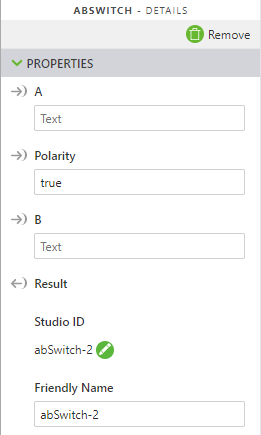 ABSWITCH - DETAILS
Remove
PROPERTIES
A
Text
Polarity
true
B
Text
Result
Studio ID
abSwitch-2
Friendly Name
abSwitch-2